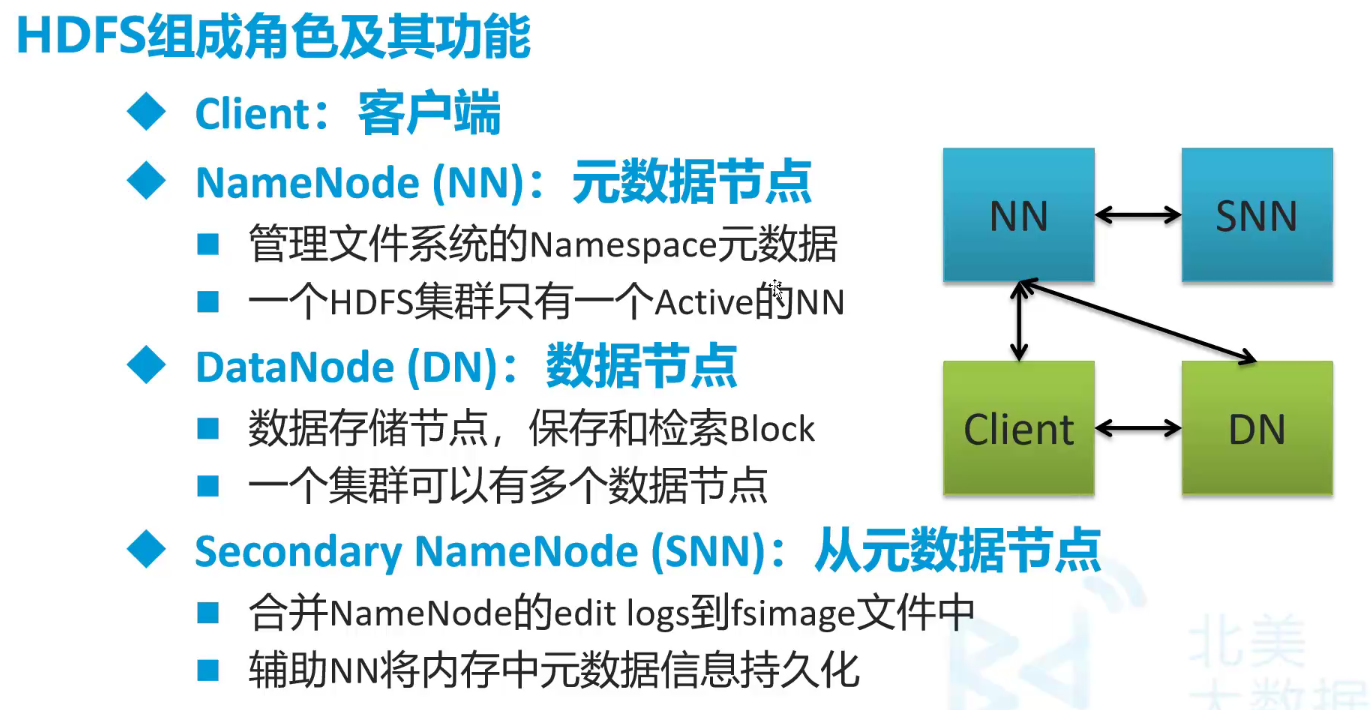 HDFS组成角色及其功能
Client：客户端
NameNode (NN)：元数据节点
管理文件系统的Namespace元数据
一个HDFS集群只有一个Active的NN
DataNode (DN)：数据节点
数据存储节点，保存和检索Block
一个集群可以有多个数据节点
Secondary NameNode (SNN)：从元数据节点
合并NameNode的edit logs到fsimage文件中
辅助NN将内存中元数据信息持久化
NN
SNN
Client
DN
北美
大数据